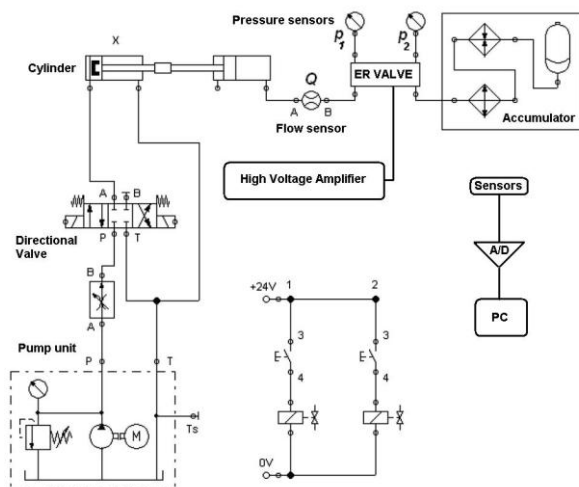 Pressure sensors
X
p1
p2
Cylinder
Q
ER VALVE
A
B
Flow sensor
Accumulator
High Voltage Amplifier
Sensors
A
B
Directional
Valve
P
T
A/D
B
+24V
1
2
PC
A
3
3
Pump unit
4
4
P
T
Ts
M
0V